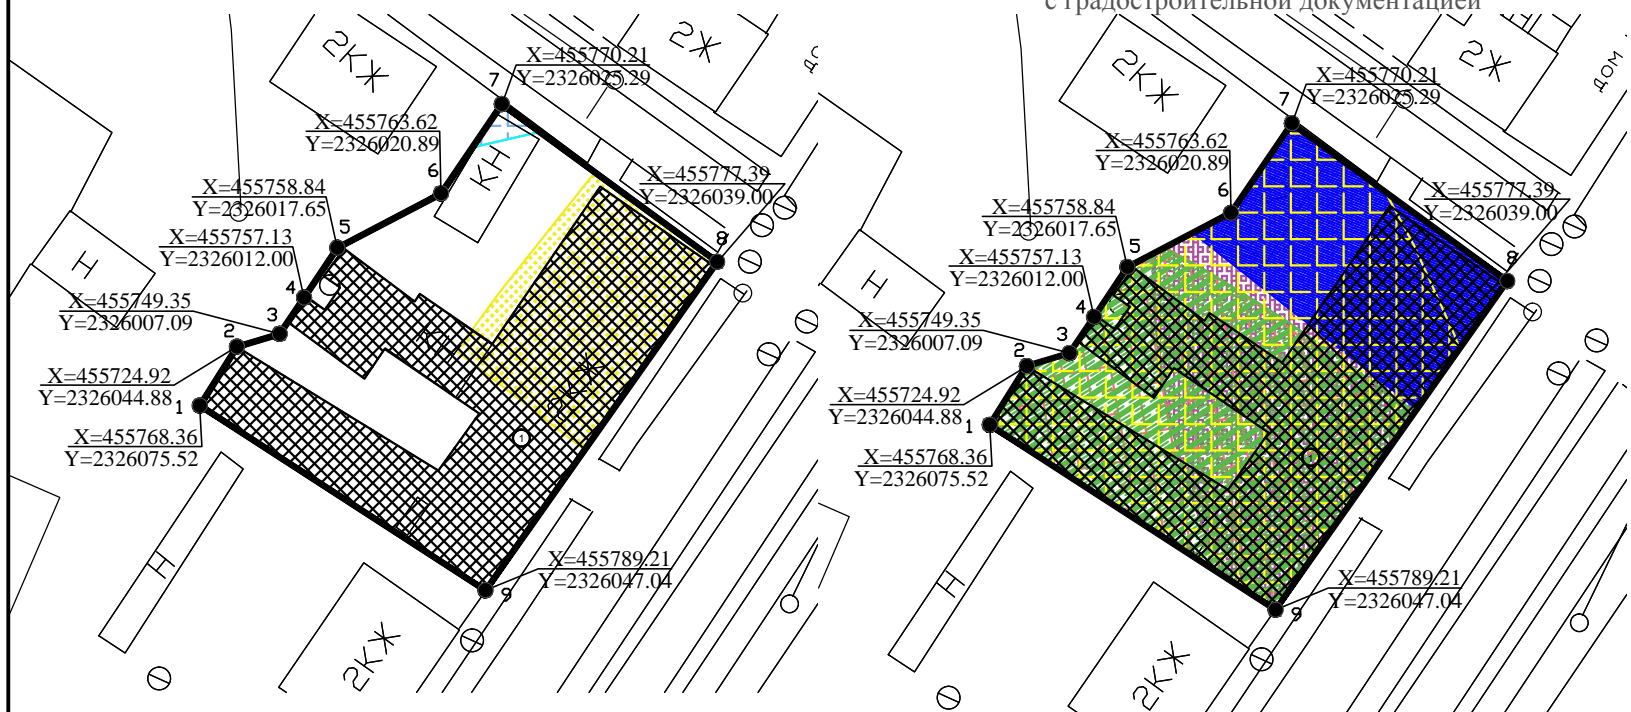 с градостроительной документацией
2КЖ
2Ж
X=455770.21
Y=2326025.29
7
X=455763.62
Y=2326020.89
6
КН
X=455777.39
Y=2326039.00
8
X=455758.84
Y=2326017.65
5
X=455757.13
Y=2326012.00
4
Н
X=455749.35
Y=2326007.09
3
2
X=455724.92
Y=2326044.88
1
X=455768.36
Y=2326075.52
1
Н
X=455789.21
Y=2326047.04
9
2КЖ
2КЖ
2Ж
дом
X=455770.21
Y=2326025.29
7
X=455763.62
Y=2326020.89
6
X=455777.39
Y=2326039.00
8
X=455758.84
Y=2326017.65
5
X=455757.13
Y=2326012.00
4
Н
X=455749.35
Y=2326007.09
3
2
X=455724.92
Y=2326044.88
1
X=455768.36
Y=2326075.52
1
Н
X=455789.21
Y=2326047.04
9
2КЖ